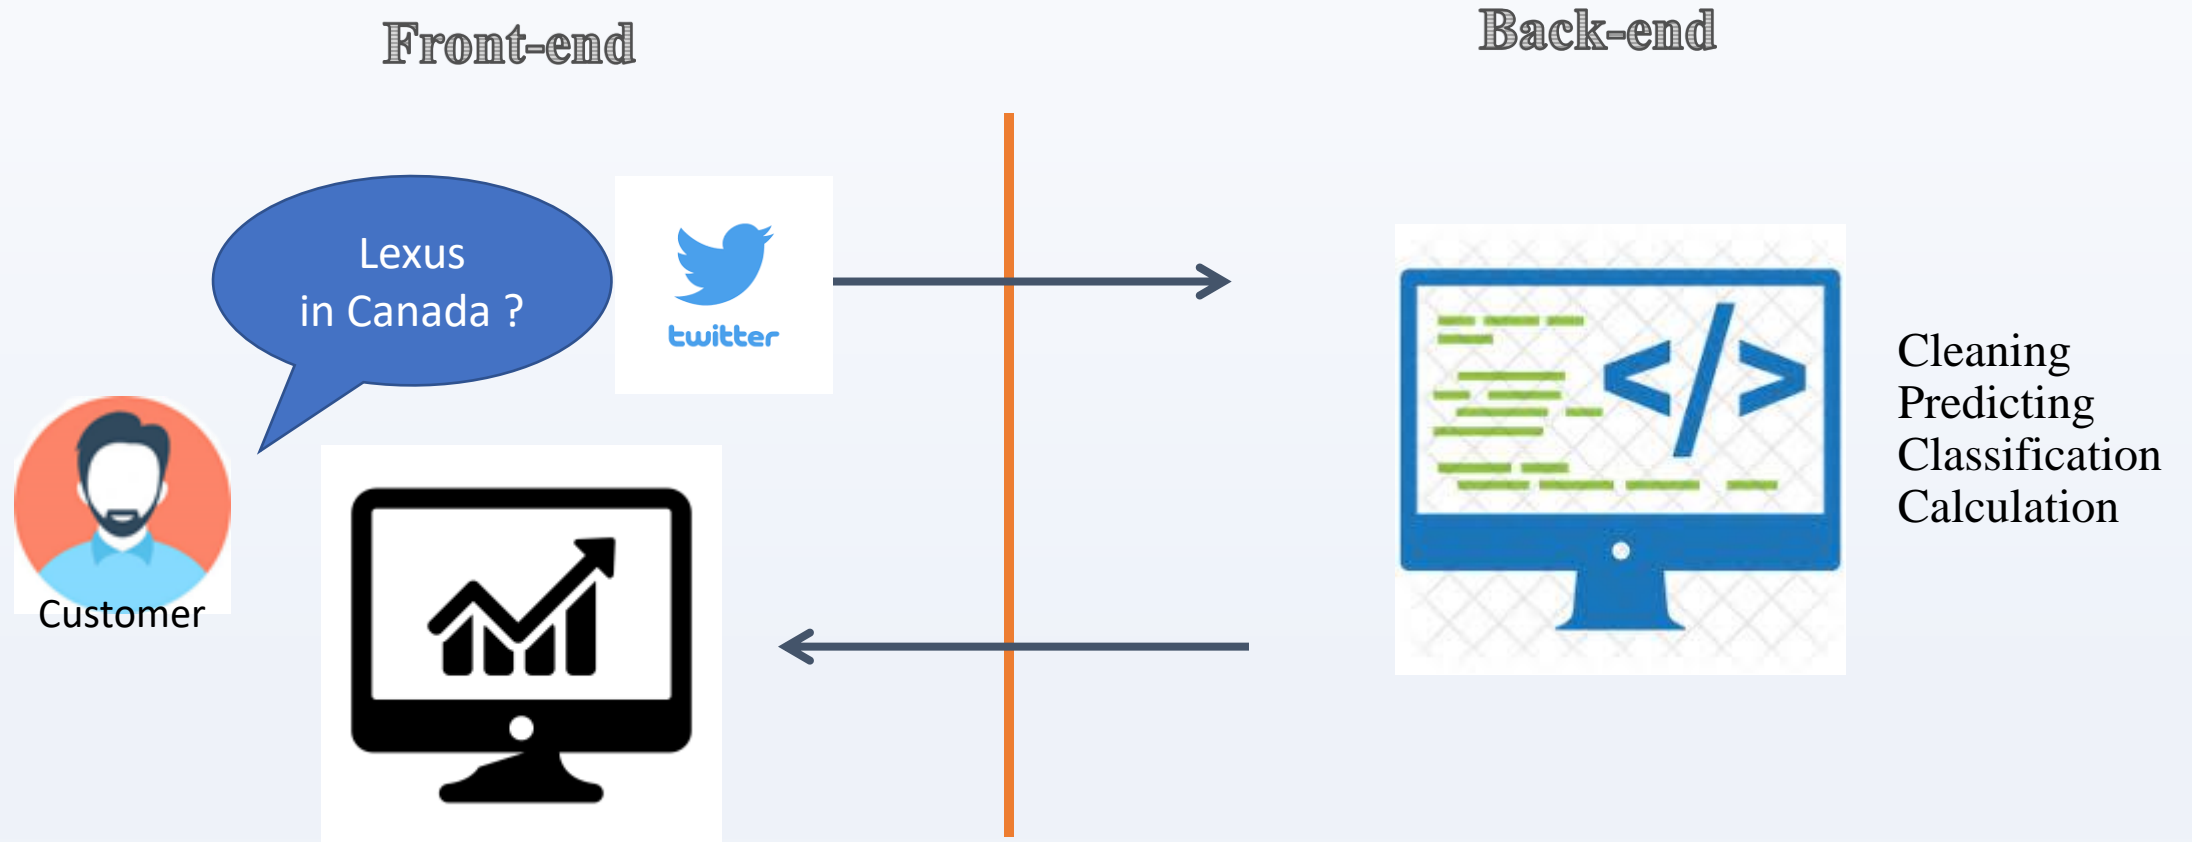 Front-end
Back-end
Lexus
in Canada ?
twitter
Customer
Cleaning
Predicting
Classification
Calculation